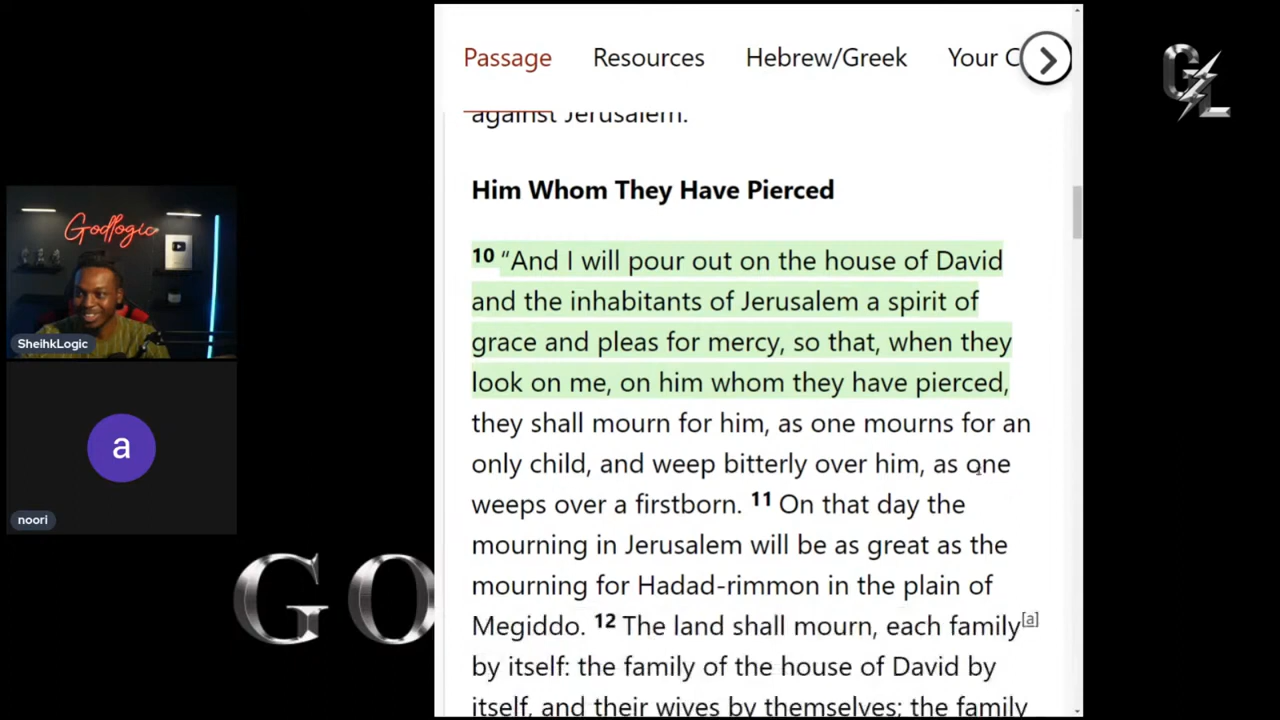 Passage Resources Hebrew/Greek Your C
against Jerusalem.
Him Whom They Have Pierced
10 “And I will pour out on the house of David
and the inhabitants of Jerusalem a spirit of
grace and pleas for mercy, so that, when they
look on me, on him whom they have pierced,
they shall mourn for him, as one mourns for an
only child, and weep bitterly over him, as one
weeps over a firstborn. 11 On that day the
mourning in Jerusalem will be as great as the
mourning for Hadad-rimmon in the plain of
Megiddo. 12 The land shall mourn, each family[a]
by itself: the family of the house of David by
itself, and their wives by themselves; the family
GL
Godlogic
SheihkLogic
a
noori
GO